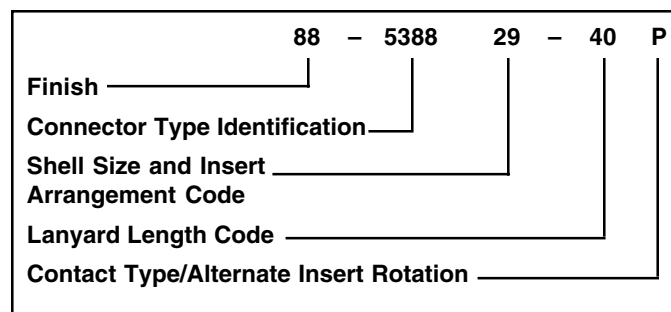 88 – 5388 29 – 40 P
Finish
Connector Type Identification
Shell Size and Insert
Arrangement Code
Lanyard Length Code
Contact Type/Alternate Insert Rotation